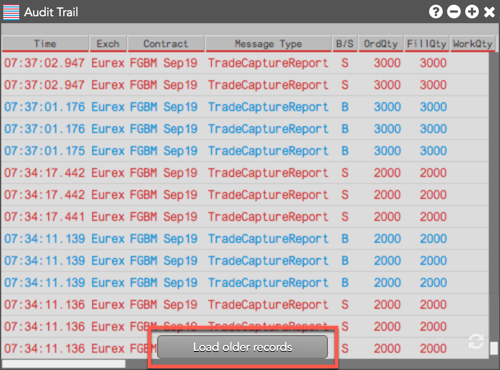 Audit Trail
Time Exch Contract Message Type B/S OrdQty FillQty WorkQty
07:37:02.947 Eurex FGBM Sep19 TradeCaptureReport S 3000 3000
07:37:02.947 Eurex FGBM Sep19 TradeCaptureReport S 3000 3000
07:37:01.176 Eurex FGBM Sep19 TradeCaptureReport B 3000 3000
07:37:01.176 Eurex FGBM Sep19 TradeCaptureReport B 3000 3000
07:37:01.175 Eurex FGBM Sep19 TradeCaptureReport B 3000 3000
07:34:17.442 Eurex FGBM Sep19 TradeCaptureReport S 2000 2000
07:34:17.442 Eurex FGBM Sep19 TradeCaptureReport S 2000 2000
07:34:17.441 Eurex FGBM Sep19 TradeCaptureReport S 2000 2000
07:34:11.139 Eurex FGBM Sep19 TradeCaptureReport B 2000 2000
07:34:11.139 Eurex FGBM Sep19 TradeCaptureReport B 2000 2000
07:34:11.139 Eurex FGBM Sep19 TradeCaptureReport B 2000 2000
07:34:11.136 Eurex FGBM Sep19 TradeCaptureReport S 2000 2000
07:34:11.136 Eurex FGBM Sep19 TradeCaptureReport S 2000 2000
07:34:11.136 Eurex Load older records S 2000 2000